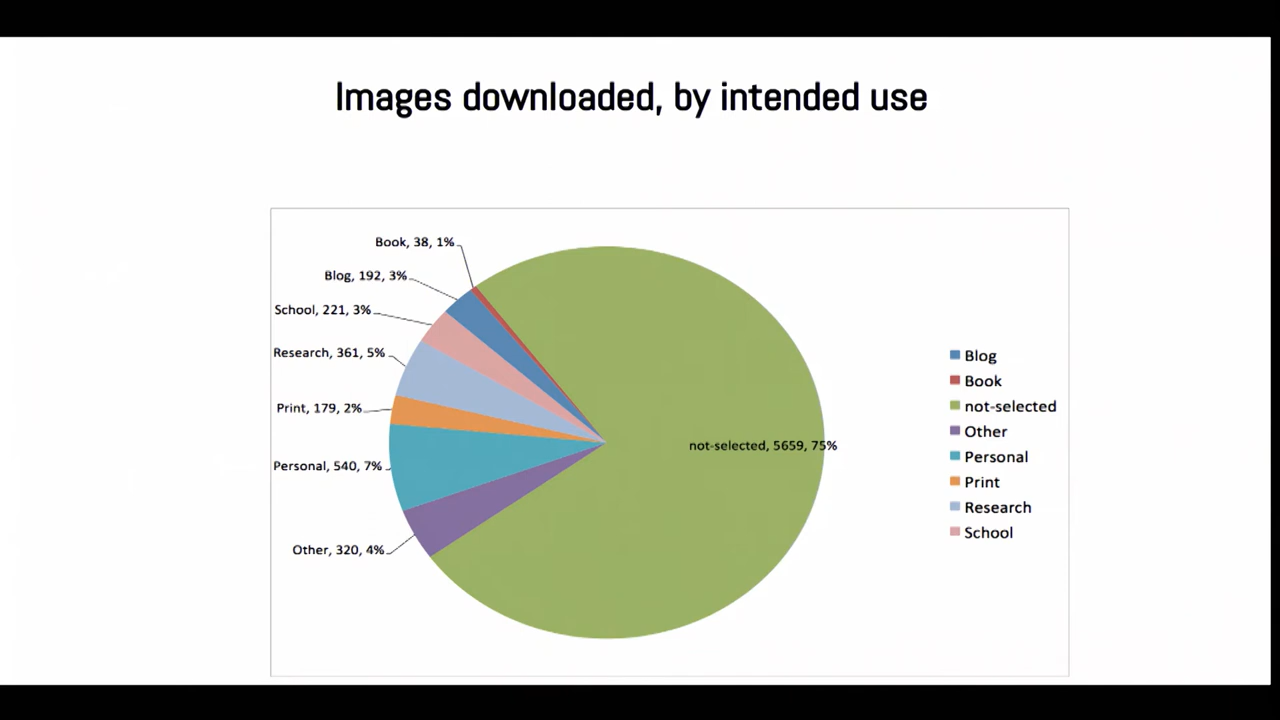 Images downloaded, by intended use
Book, 38, 1%
Blog, 192, 3%
School, 221, 3%
Research, 361, 5%
Print, 179, 2%
Personal, 540, 7%
Other, 320, 4%
not-selected, 5659, 75%
Blog
Book
not-selected
Other
Personal
Print
Research
School